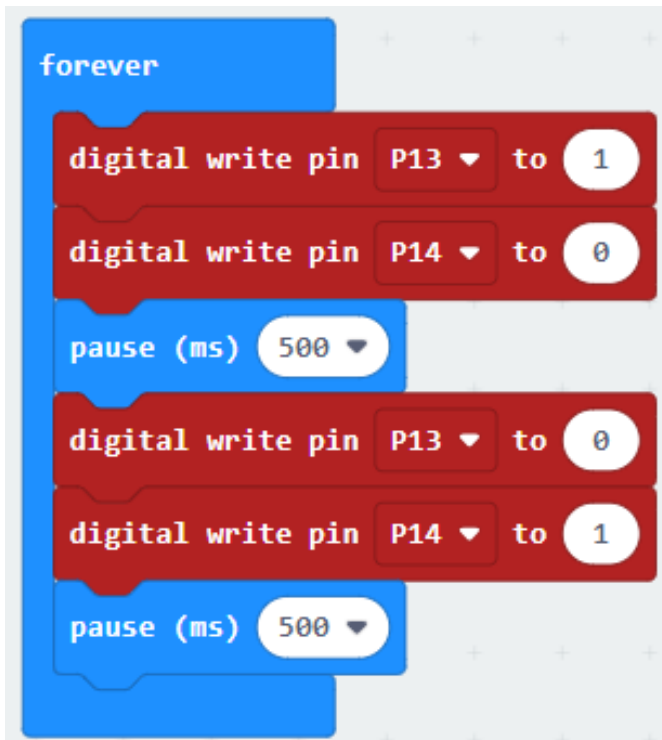 forever
digital write pin P13 to 1
digital write pin P14 to 0
pause (ms) 500
digital write pin P13 to 0
digital write pin P14 to 1
pause (ms) 500